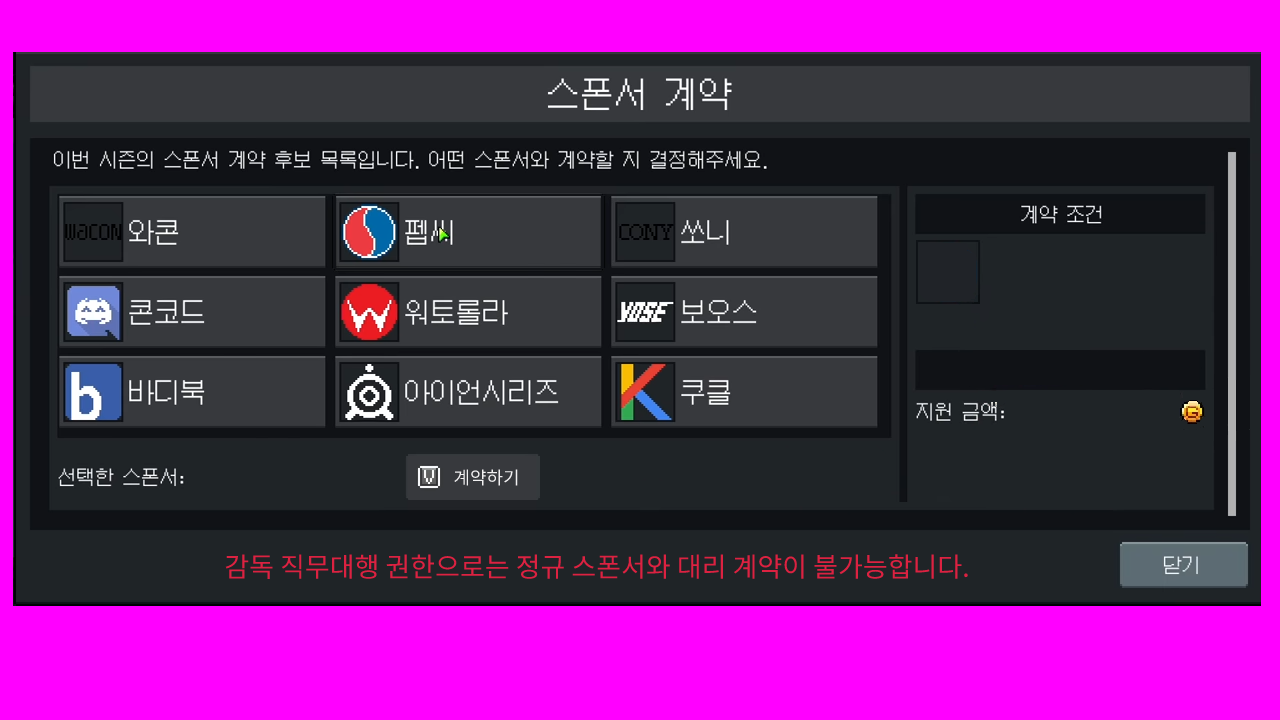 스폰서 계약
이번 시즌의 스폰서 계약 후보 목록입니다. 어떤 스폰서와 계약할 지 결정해주세요.
wacon 와콘
펩씨
CONY 쏘니
콘코드
W 워토롤라
YOSE 보오스
b 바디북
아이언시리즈
K 쿠클
계약 조건
지원 금액: G
선택한 스폰서:
계약하기
감독 직무대행 권한으로는 정규 스폰서와 대리 계약이 불가능합니다.
닫기